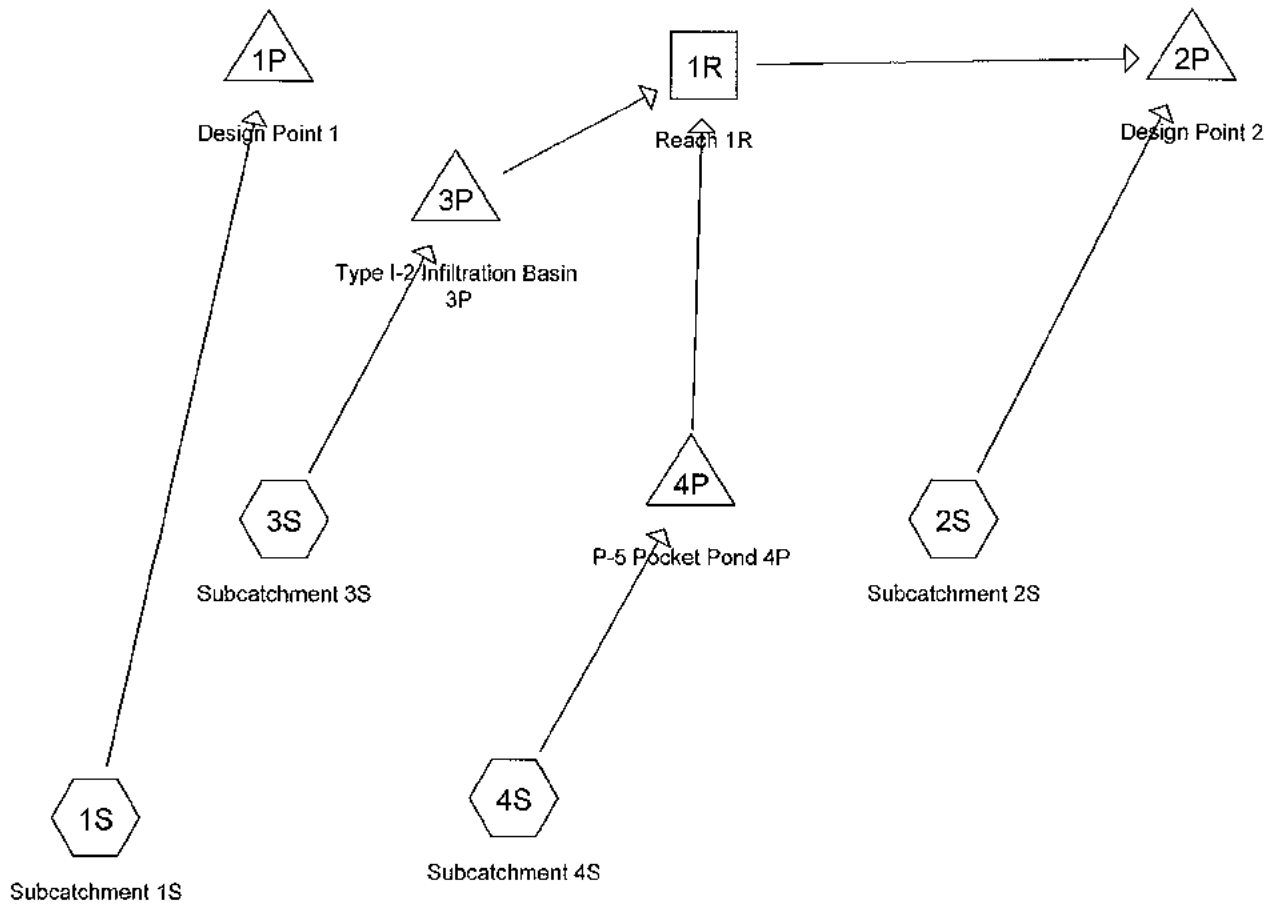 1P
Design Point 1
1R
Reach 1R
2P
Design Point 2
3P
Type I-2 Infiltration Basin
3P
3S
Subcatchment 3S
4P
P-5 Pocket Pond 4P
2S
Subcatchment 2S
1S
Subcatchment 1S
4S
Subcatchment 4S